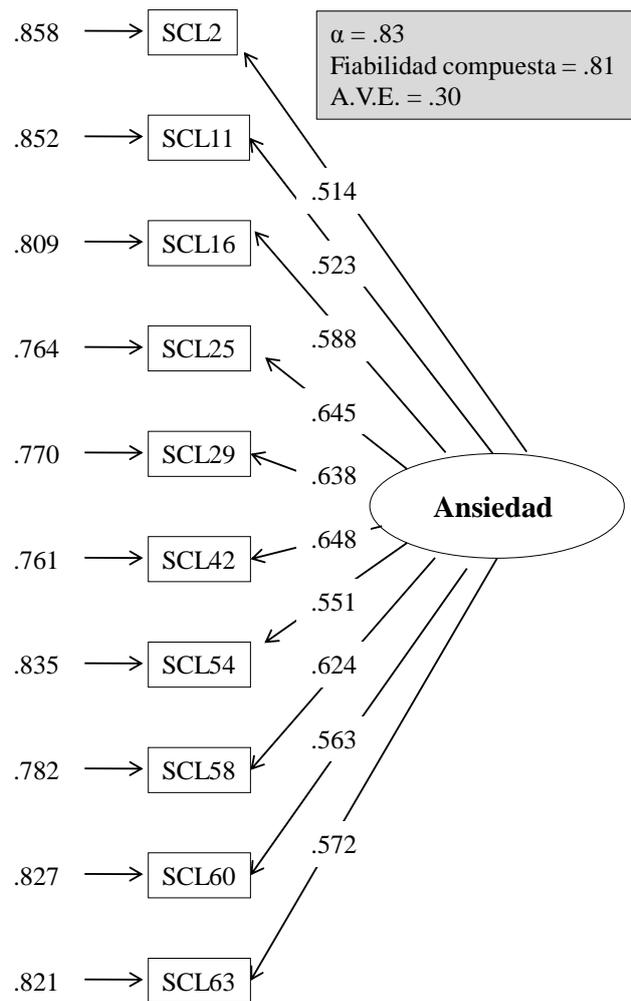 .858
SCL2
α = .83
Fiabilidad compuesta = .81
A.V.E. = .30
.852
SCL11
.514
.809
SCL16
.523
.588
.764
SCL25
.645
.770
SCL29
.638
Ansiedad
.761
SCL42
.648
.551
.835
SCL54
.624
.782
SCL58
.563
.827
SCL60
.572
.821
SCL63